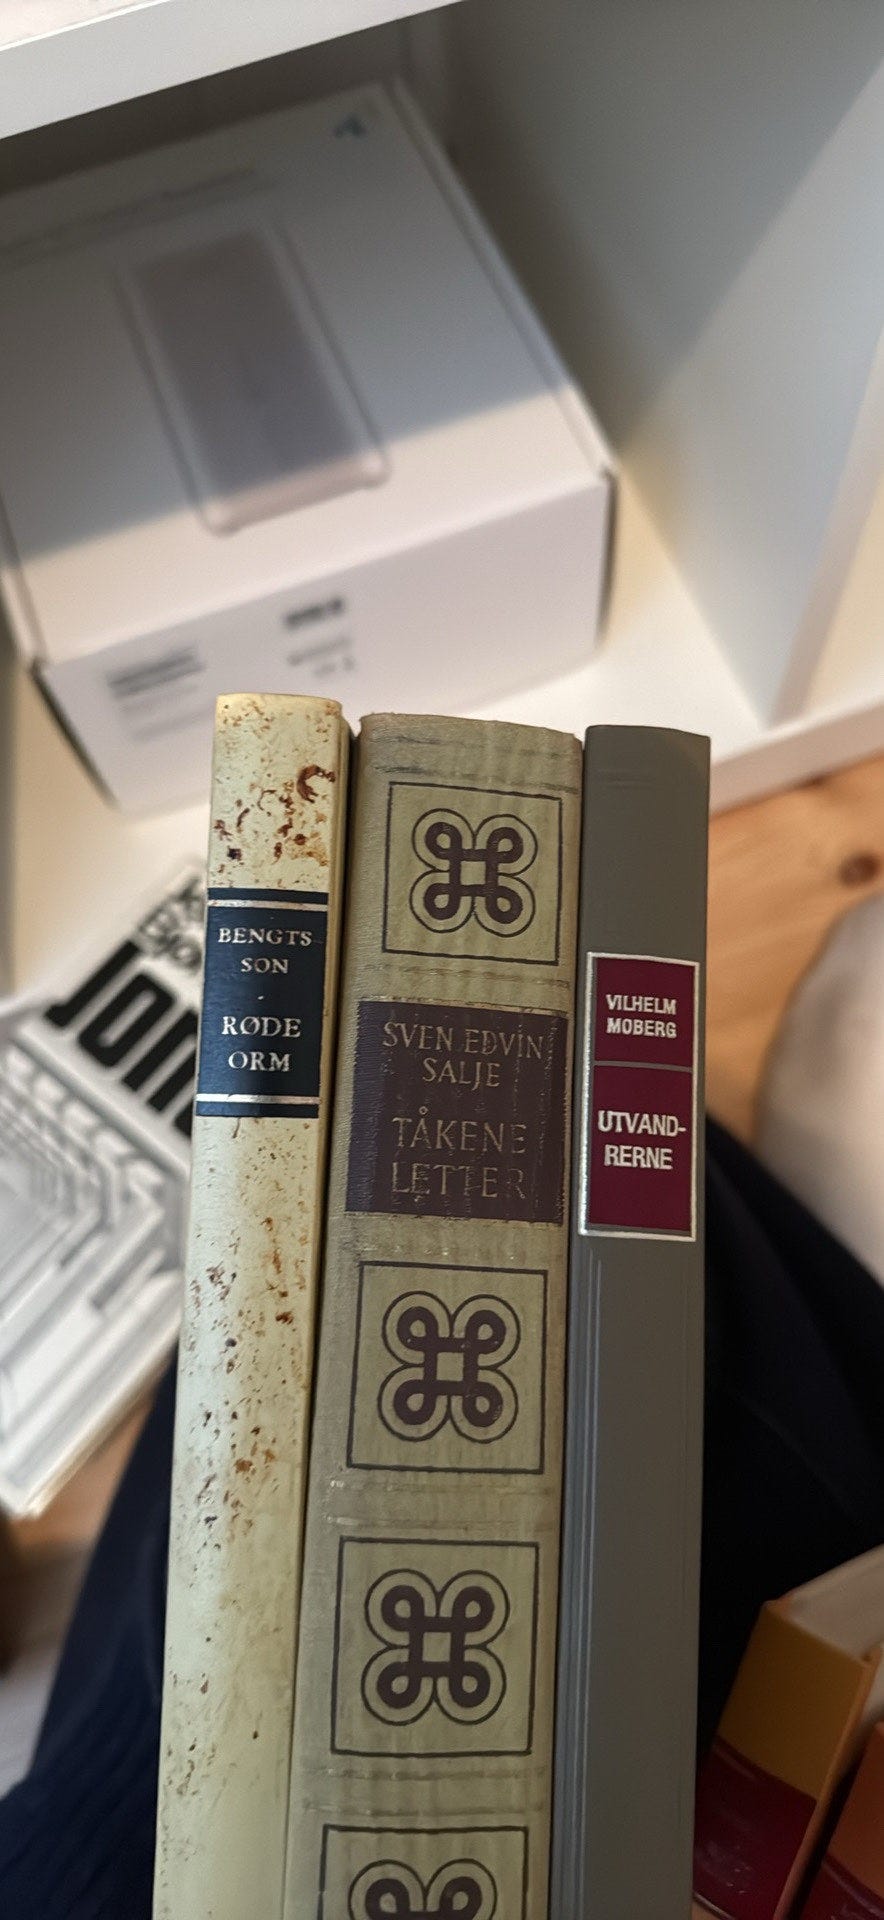 BENGTS
SON
RØDE
ORM
SVEN EDVIN
SALJE
TÅKENE
LETTER
VILHELM
MOBERG
UTVAND-
RERNE